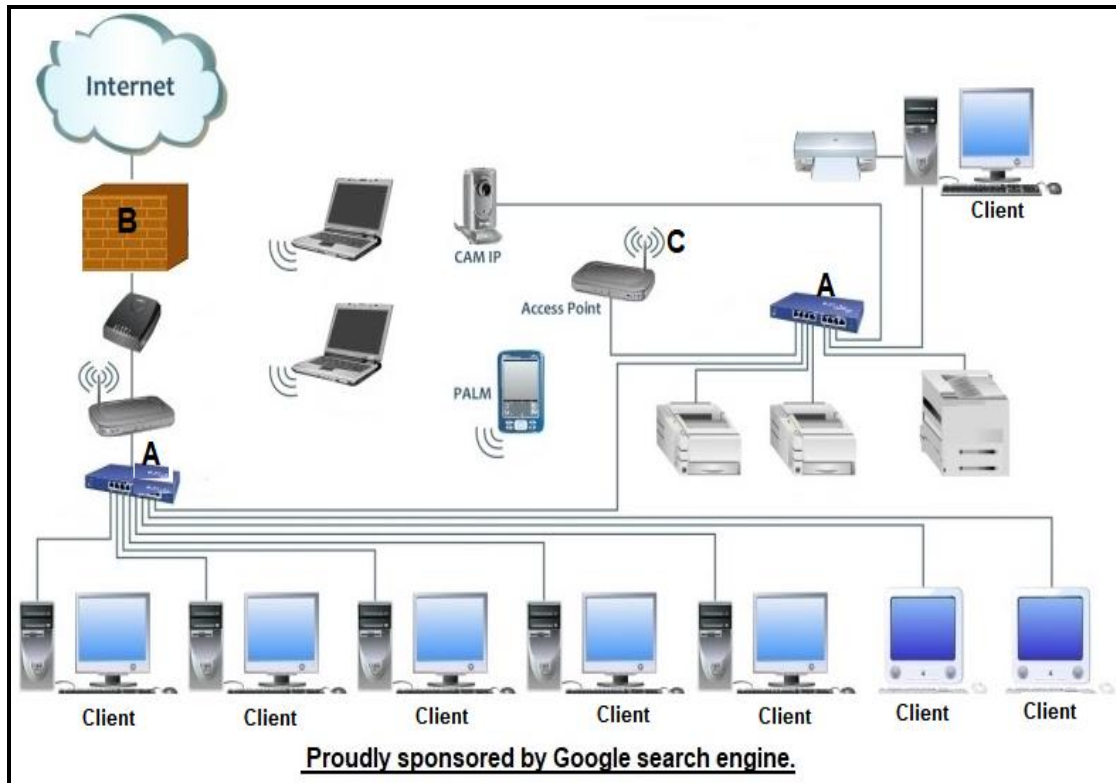 Internet
B
CAM IP
C
Access Point
A
Client
PALM
A
Client
Client
Client
Client
Client
Client
Client
Proudly sponsored by Google search engine.